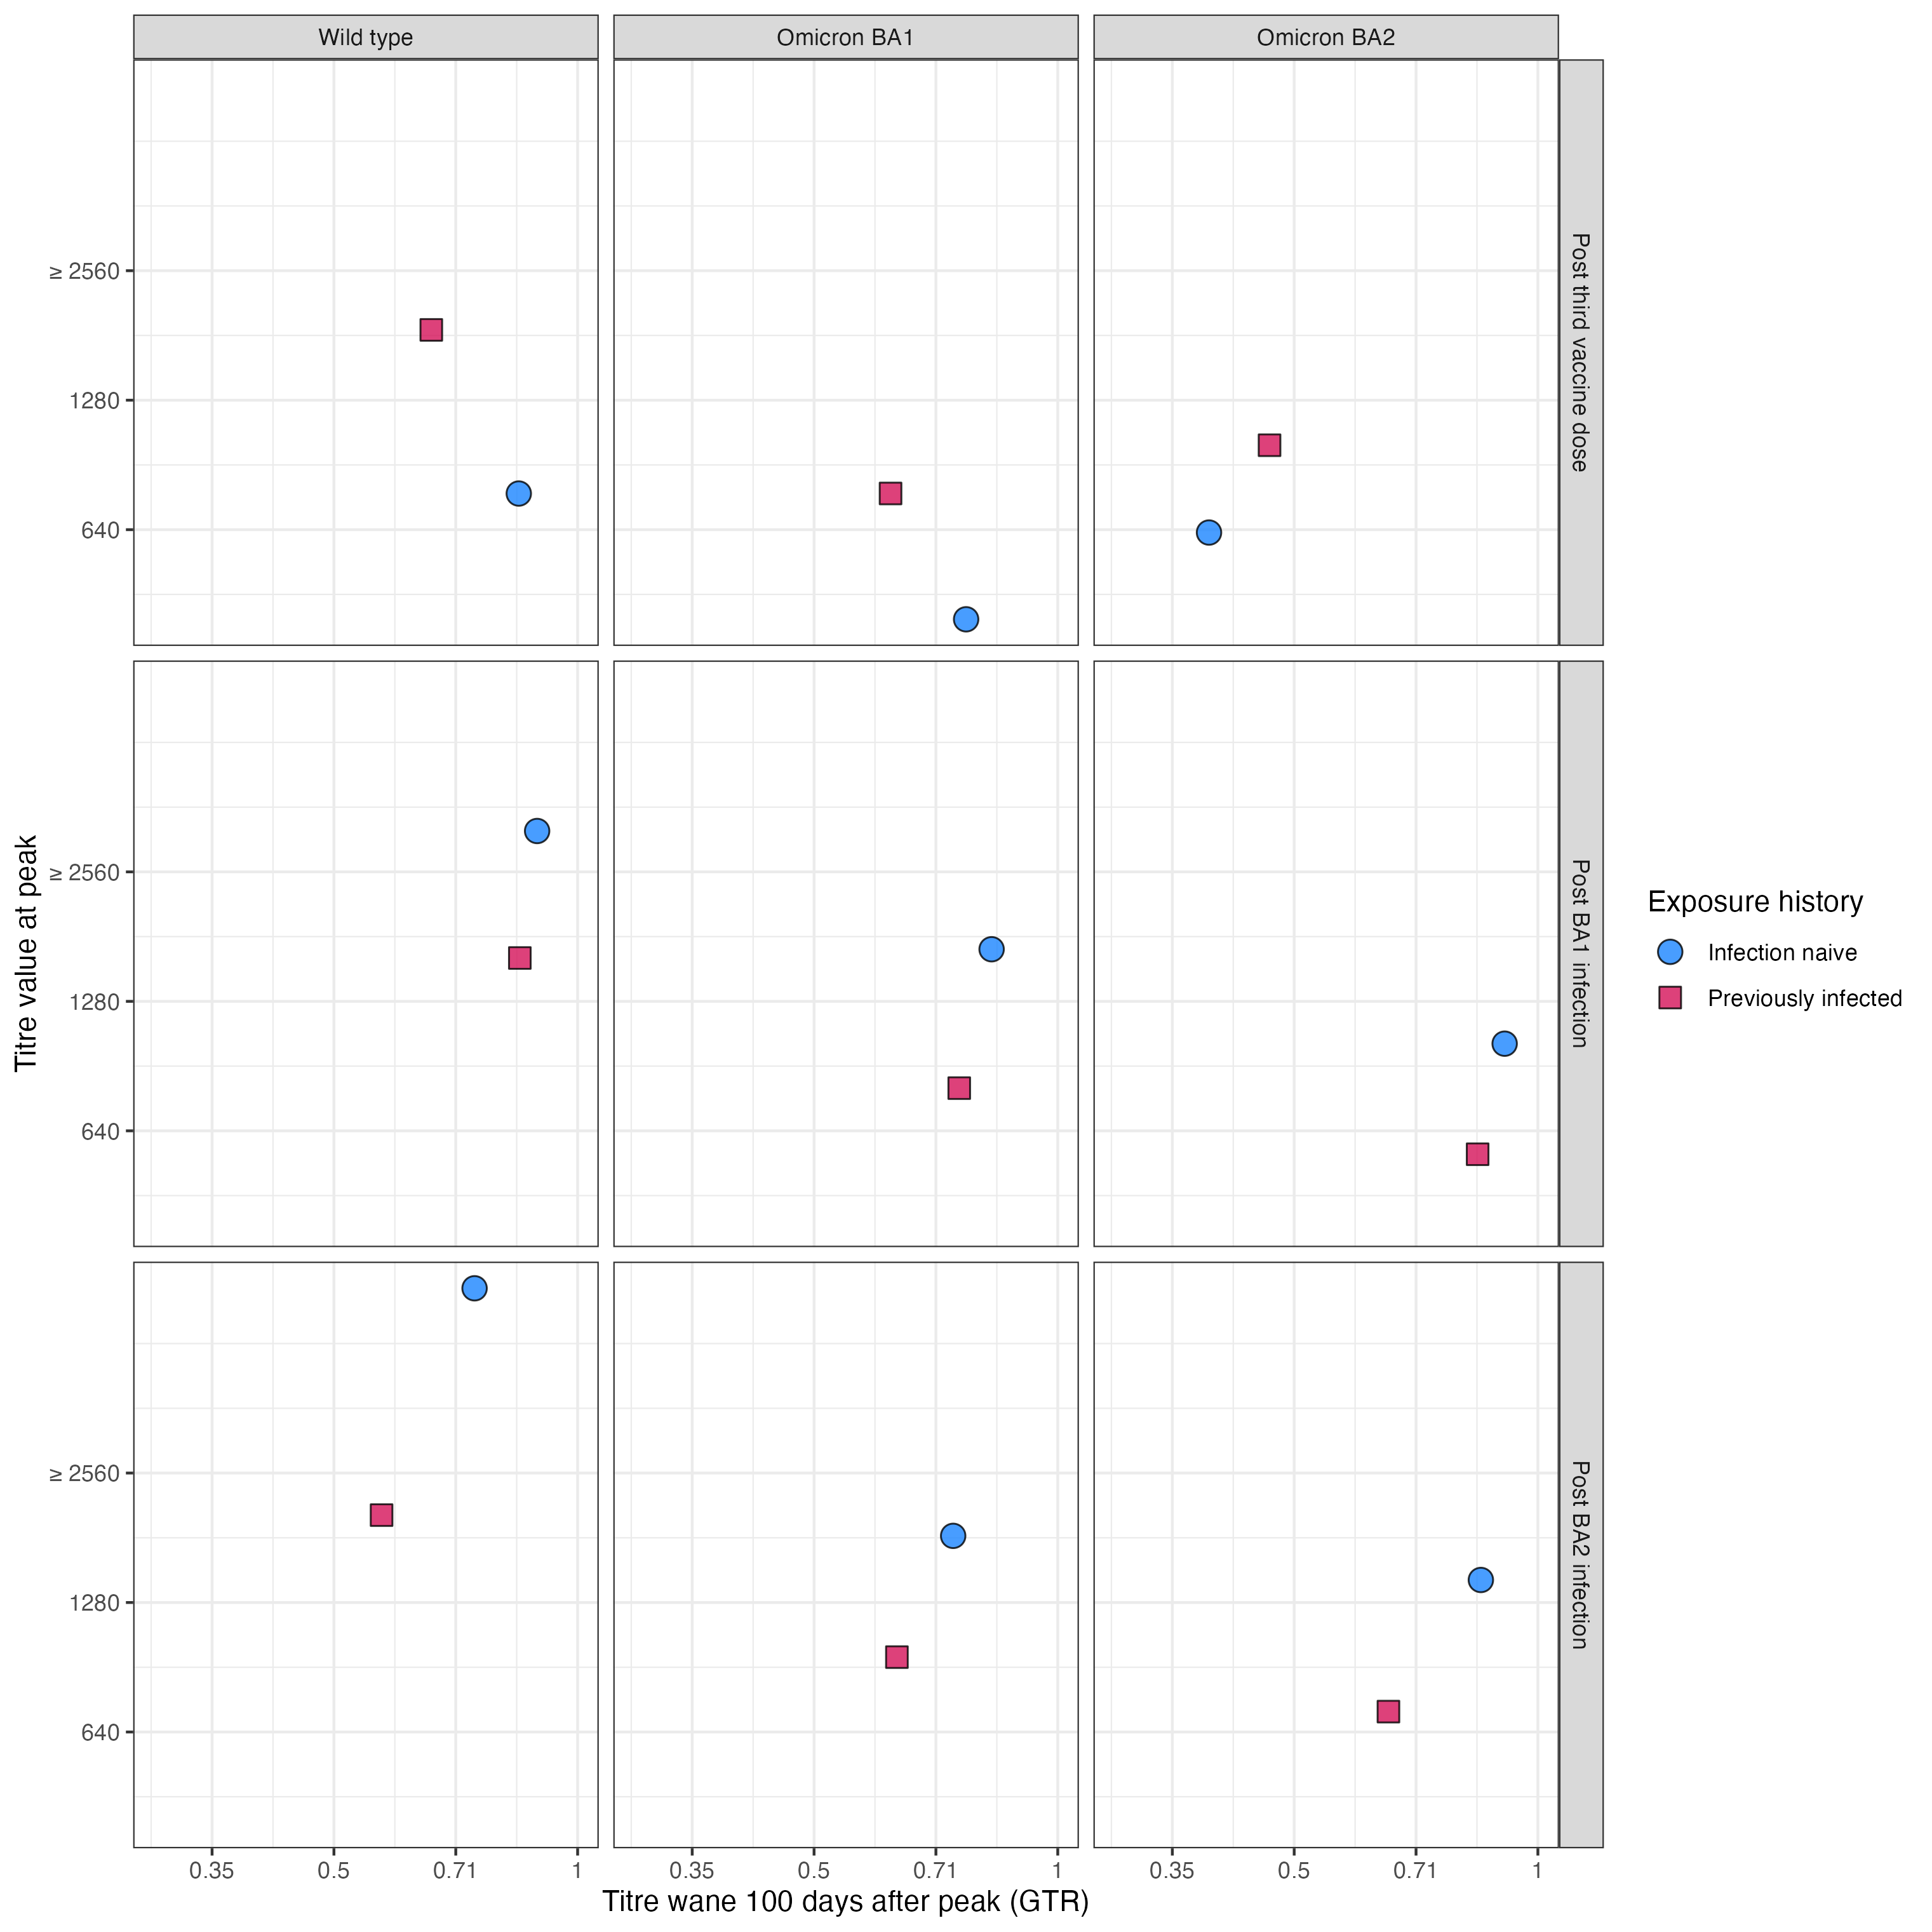 Wild type
Omicron BA1
Omicron BA2
≥ 2560
1280
640
Post third vaccine dose
≥ 2560
1280
640
Post BA1 infection
≥ 2560
1280
640
Post BA2 infection
Titre value at peak
0.35 0.5 0.71 1
0.35 0.5 0.71 1
0.35 0.5 0.71 1
Titre wane 100 days after peak (GTR)
Exposure history
Infection naive
Previously infected